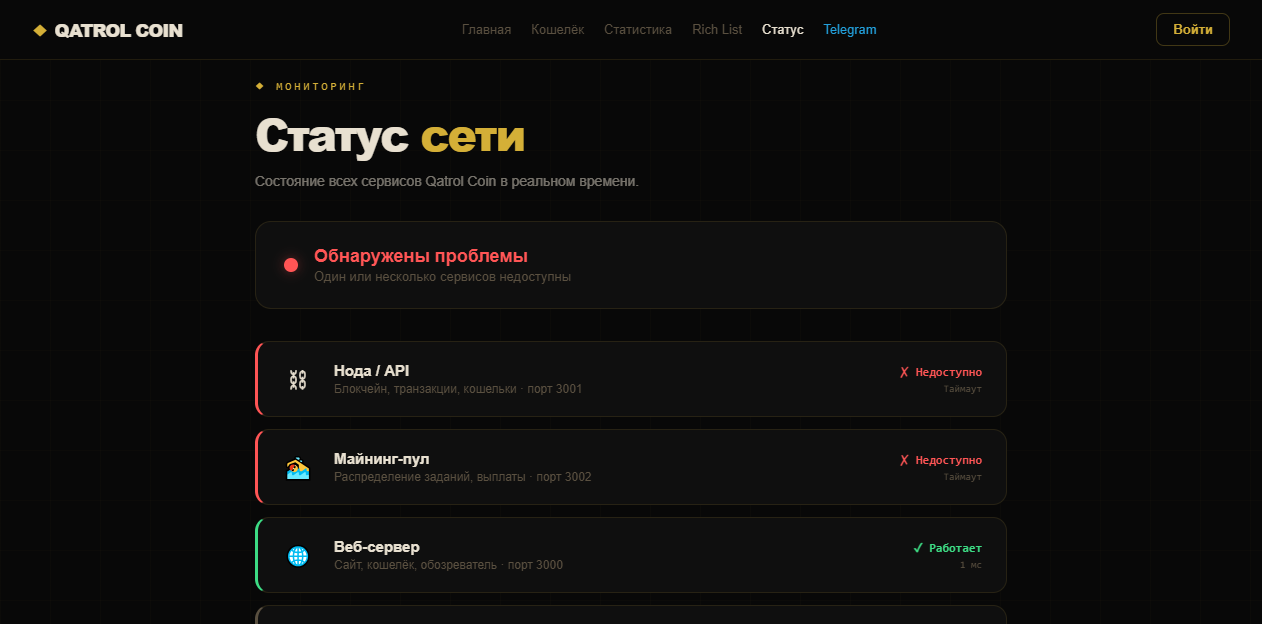 QATROL COIN
Главная Кошелёк Статистика Rich List Статус Telegram
Войти
МОНИТОРИНГ
Статус сети
Состояние всех сервисов Qatrol Coin в реальном времени.
Обнаружены проблемы
Один или несколько сервисов недоступны
Нода / API
Блокчейн, транзакции, кошельки · порт 3001
✗ Недоступно
Таймаут
Майнинг-пул
Распределение заданий, выплаты · порт 3002
✗ Недоступно
Таймаут
Веб-сервер
Сайт, кошелёк, обозреватель · порт 3000
✓ Работает
1 мс